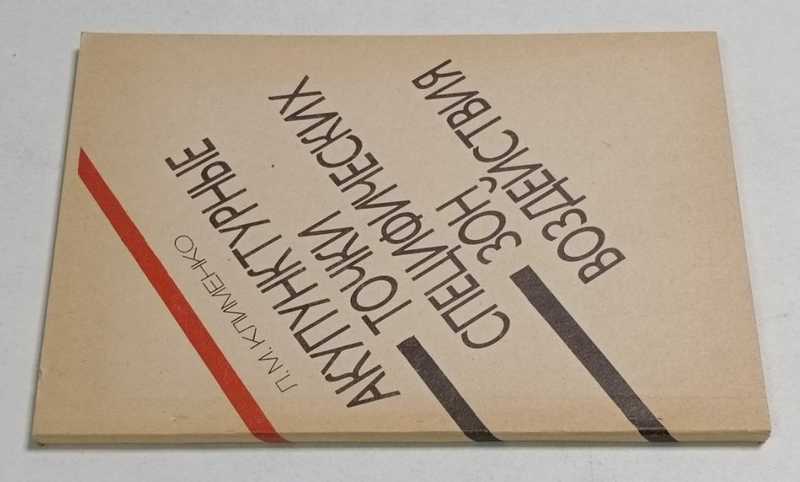 Л. М. КЛИМЕНКО
АКУПУНКТУРНЫЕ
ТОЧКИ
СПЕЦИФИЧЕСКИХ
ЗОН
ВОЗДЕЙСТВИЯ